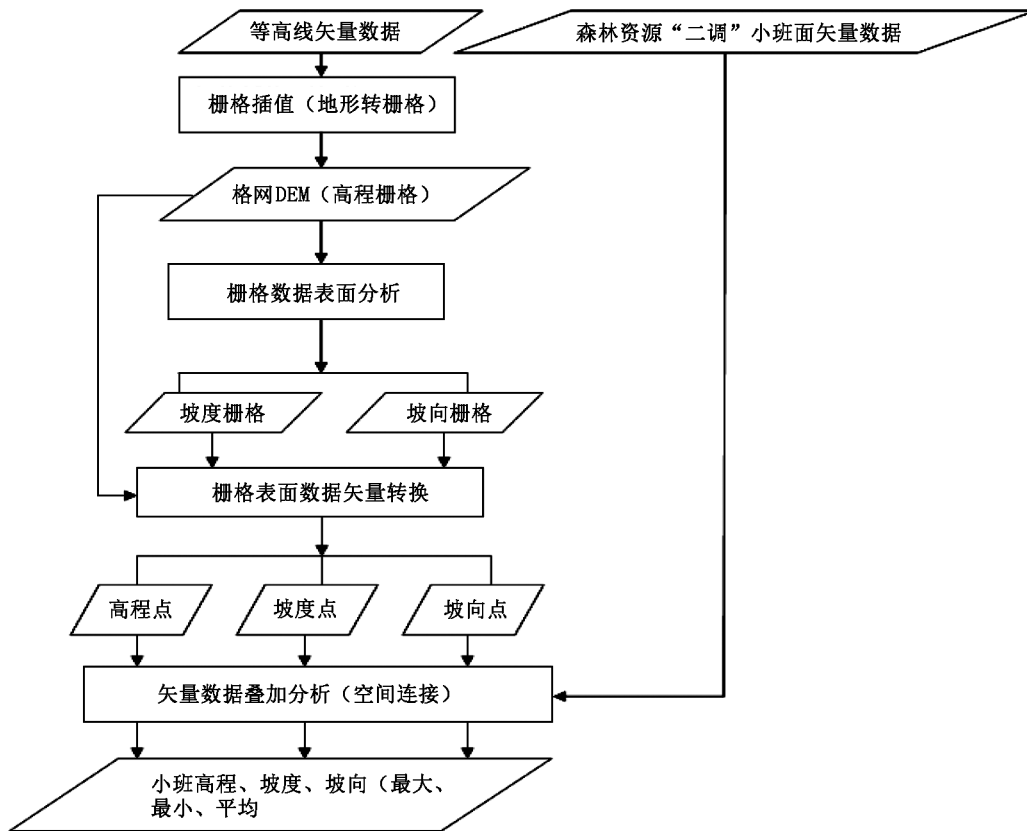 等高线矢量数据
森林资源“二调”小班面矢量数据
栅格插值（地形转栅格）
格网DEM（高程栅格）
栅格数据表面分析
坡度栅格
坡向栅格
栅格表面数据矢量转换
高程点
坡度点
坡向点
矢量数据叠加分析（空间连接）
小班高程、坡度、坡向（最大、
最小、平均